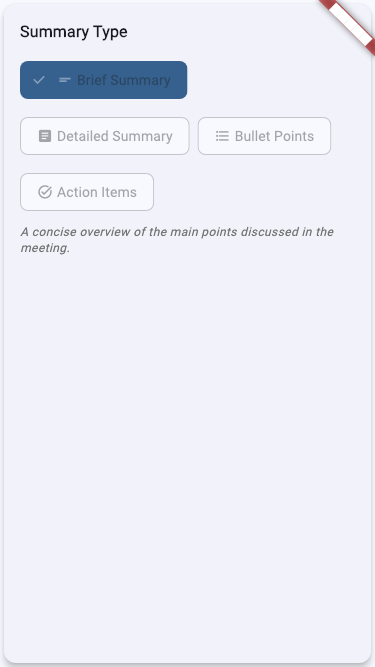 Summary Type
Brief Summary
Detailed Summary
Bullet Points
Action Items
A concise overview of the main points discussed in the
meeting.